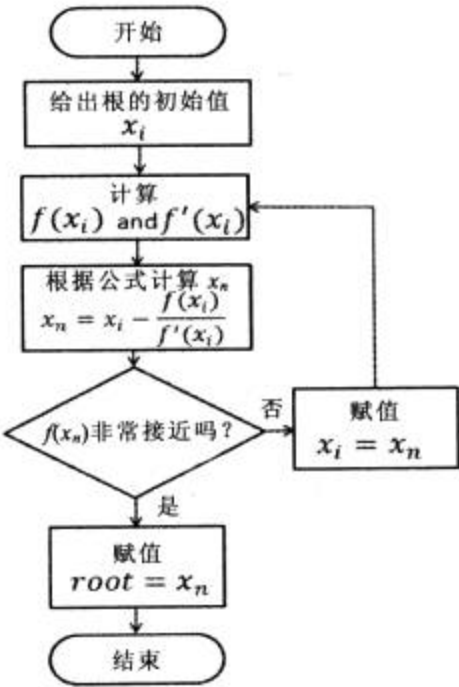 开始
给出根的初始值
x_i
计算
f(x_i) and f'(x_i)
根据公式计算 x_n
x_n = x_i - f(x_i)/f'(x_i)
f(x_n)非常接近吗?
否
赋值
x_i = x_n
是
赋值
root = x_n
结束